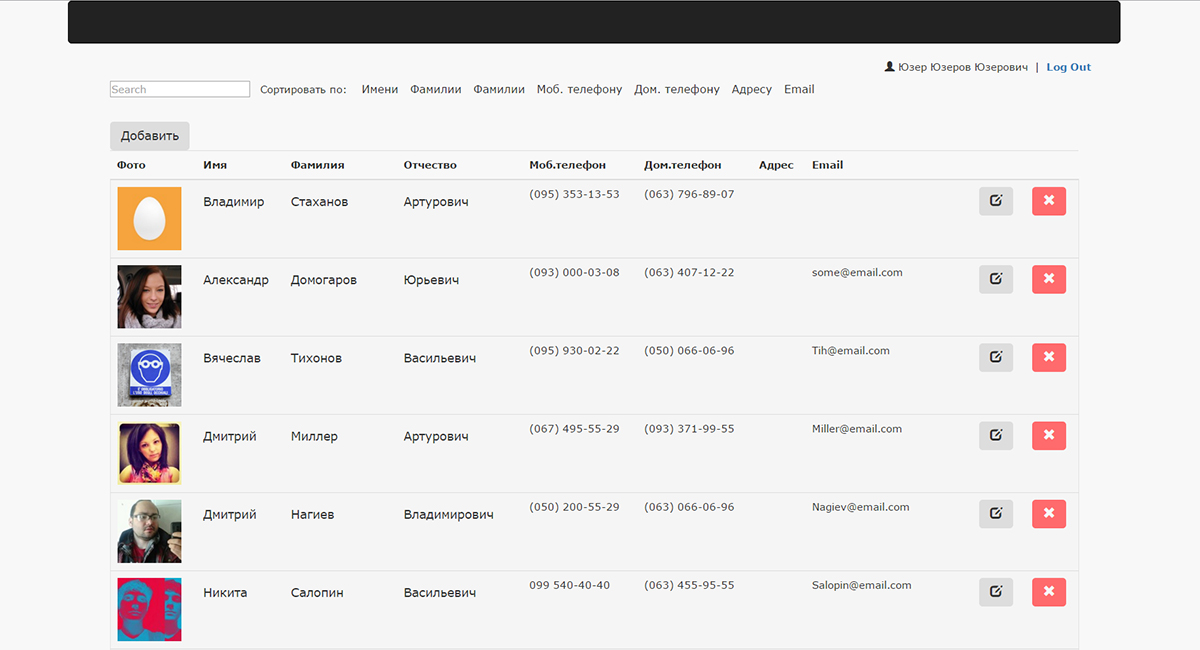 Юзер Юзеров Юзерович | Log Out
Search Сортировать по: Имени Фамилии Фамилии Моб. телефону Дом. телефону Адресу Email
Добавить
Фото Имя Фамилия Отчество Моб.телефон Дом.телефон Адрес Email
Владимир Стаханов Артурович (095) 353-13-53 (063) 796-89-07
Александр Домогаров Юрьевич (093) 000-03-08 (063) 407-12-22 some@email.com
Вячеслав Тихонов Васильевич (095) 930-02-22 (050) 066-06-96 Tih@email.com
Дмитрий Миллер Артурович (067) 495-55-29 (093) 371-99-55 Miller@email.com
Дмитрий Нагиев Владимирович (050) 200-55-29 (063) 066-06-96 Nagiev@email.com
Никита Салопин Васильевич 099 540-40-40 (063) 455-95-55 Salopin@email.com